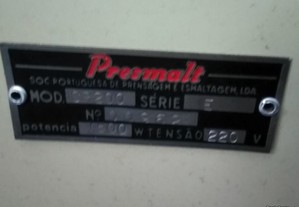 Presmalt
SOC. PORTUGUESA DE PRENSAGEM E ESMALTAGEM, LDA
MOD. SÉRIE E
Nº
potencia W TENSÃO 220 V